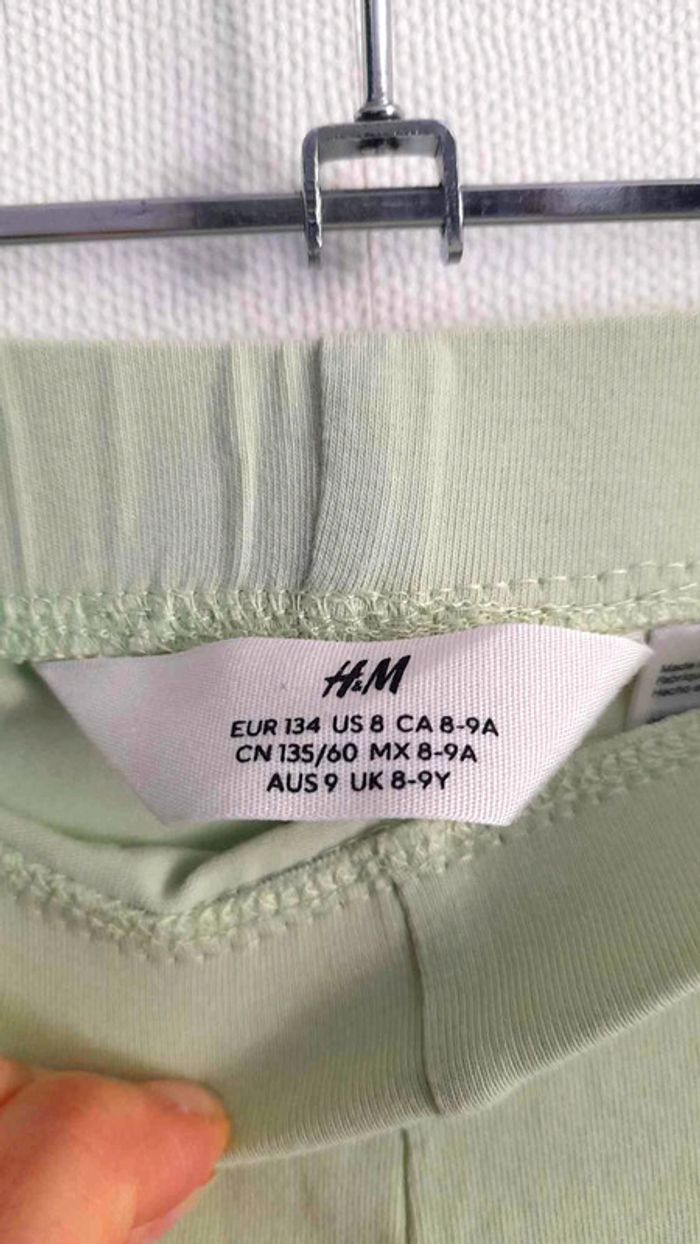 H&M
EUR 134 US 8 CA 8-9A
CN 135/60 MX 8-9A
AUS 9 UK 8-9Y